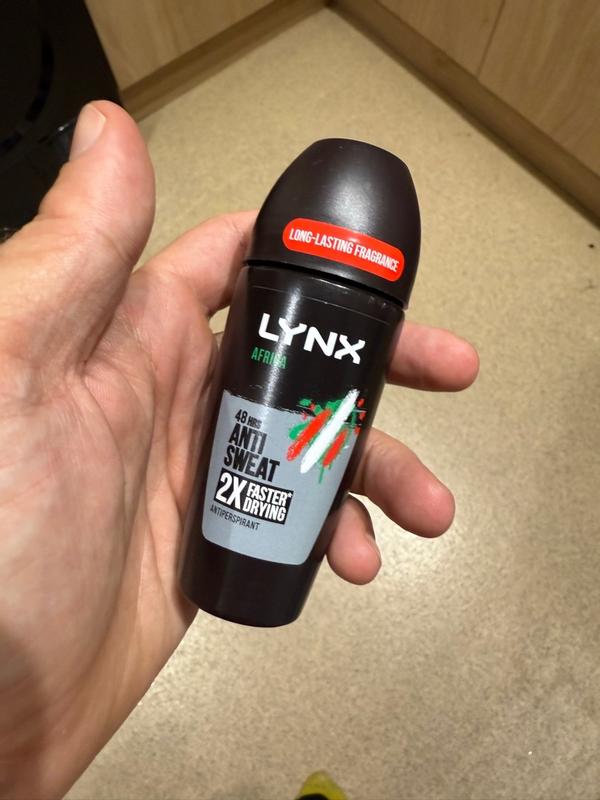 LONG-LASTING FRAGRANCE
LYNX
AFRICA
48 HRS
ANTI
SWEAT
2X FASTER*
DRYING
ANTIPERSPIRANT